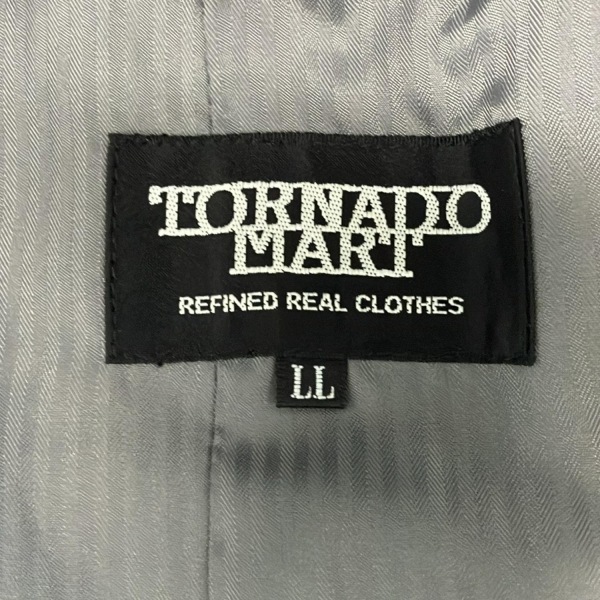 TORNADO
MART
REFINED REAL CLOTHES
LL